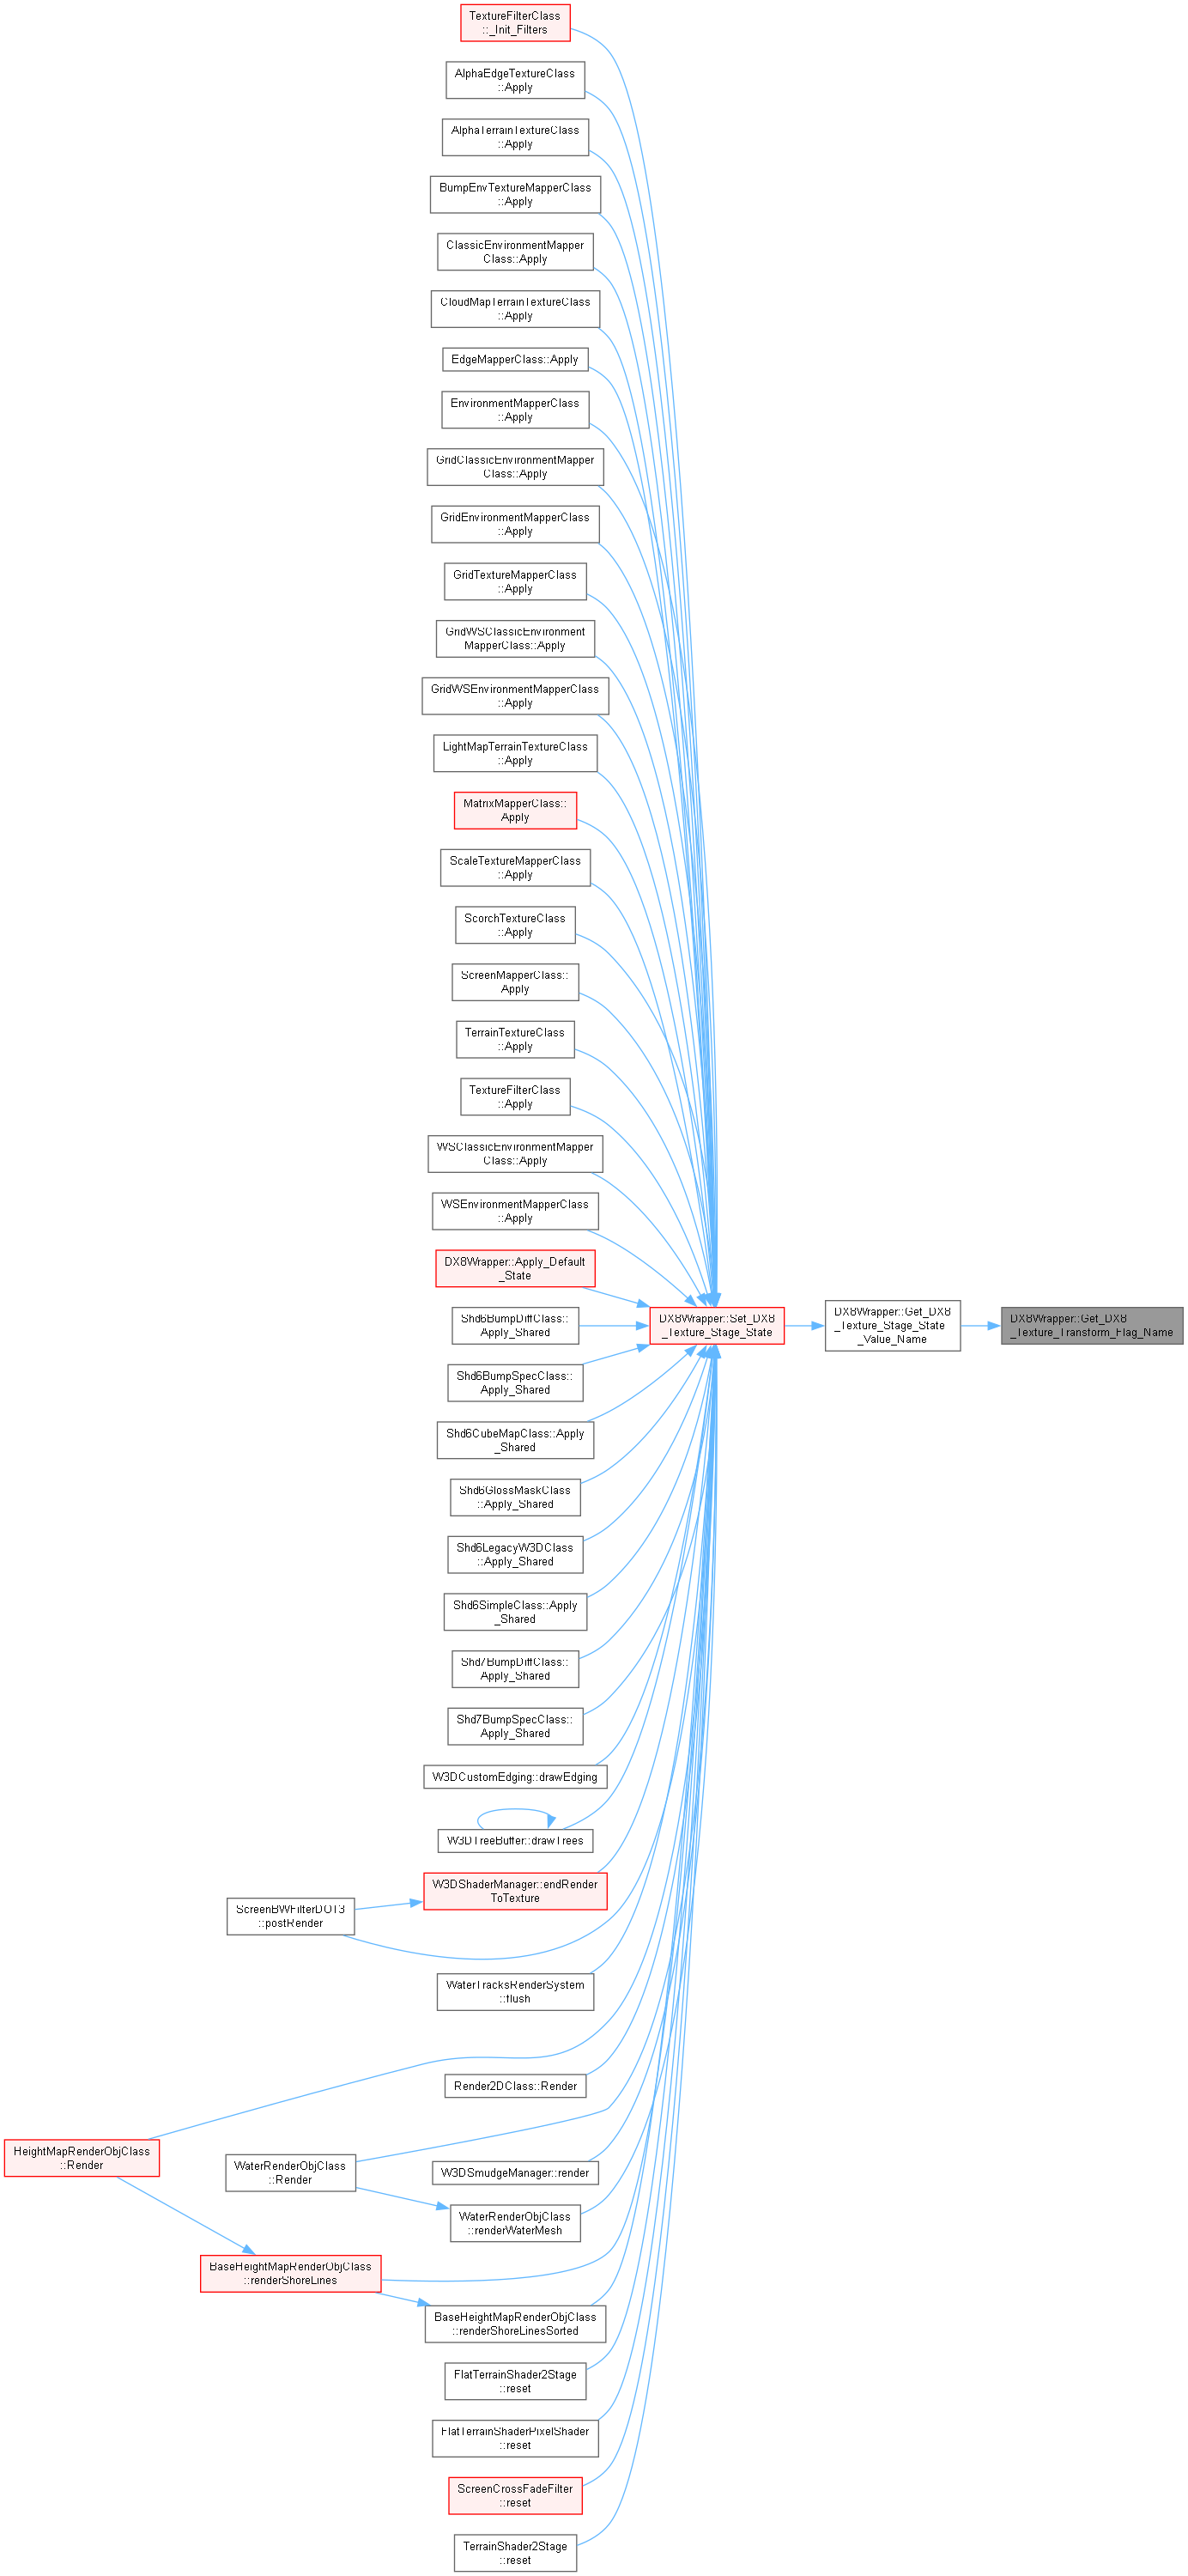 TextureFilterClass
::_Init_Filters
AlphaEdgeTextureClass
::Apply
AlphaTerrainTextureClass
::Apply
BumpEnvTextureMapperClass
::Apply
ClassicEnvironmentMapper
Class::Apply
CloudMapTerrainTextureClass
::Apply
EdgeMapperClass::Apply
EnvironmentMapperClass
::Apply
GridClassicEnvironmentMapper
Class::Apply
GridEnvironmentMapperClass
::Apply
GridTextureMapperClass
::Apply
GridWSClassicEnvironment
MapperClass::Apply
GridWSEnvironmentMapperClass
::Apply
LightMapTerrainTextureClass
::Apply
MatrixMapperClass::
Apply
ScaleTextureMapperClass
::Apply
ScorchTextureClass
::Apply
ScreenMapperClass::
Apply
TerrainTextureClass
::Apply
TextureFilterClass
::Apply
WSClassicEnvironmentMapper
Class::Apply
WSEnvironmentMapperClass
::Apply
DX8Wrapper::Apply_Default
_State
Shd6BumpDiffClass::
Apply_Shared
DX8Wrapper::Set_DX8
_Texture_Stage_State
DX8Wrapper::Get_DX8
_Texture_Stage_State
_Value_Name
DX8Wrapper::Get_DX8
_Texture_Transform_Flag_Name
Shd6BumpSpecClass::
Apply_Shared
Shd6CubeMapClass::Apply
_Shared
Shd6GlossMaskClass
::Apply_Shared
Shd6LegacyW3DClass
::Apply_Shared
Shd6SimpleClass::Apply
_Shared
Shd7BumpDiffClass::
Apply_Shared
Shd7BumpSpecClass::
Apply_Shared
W3DCustomEdging::drawEdging
W3DTreeBuffer::drawTrees
W3DShaderManager::endRender
ToTexture
ScreenBWFilterDOT3
::postRender
WaterTracksRenderSystem
::flush
Render2DClass::Render
HeightMapRenderObjClass
::Render
WaterRenderObjClass
::Render
W3DSmudgeManager::render
WaterRenderObjClass
::renderWaterMesh
BaseHeightMapRenderObjClass
::renderShoreLines
BaseHeightMapRenderObjClass
::renderShoreLinesSorted
FlatTerrainShader2Stage
::reset
FlatTerrainShaderPixelShader
::reset
ScreenCrossFadeFilter
::reset
TerrainShader2Stage
::reset